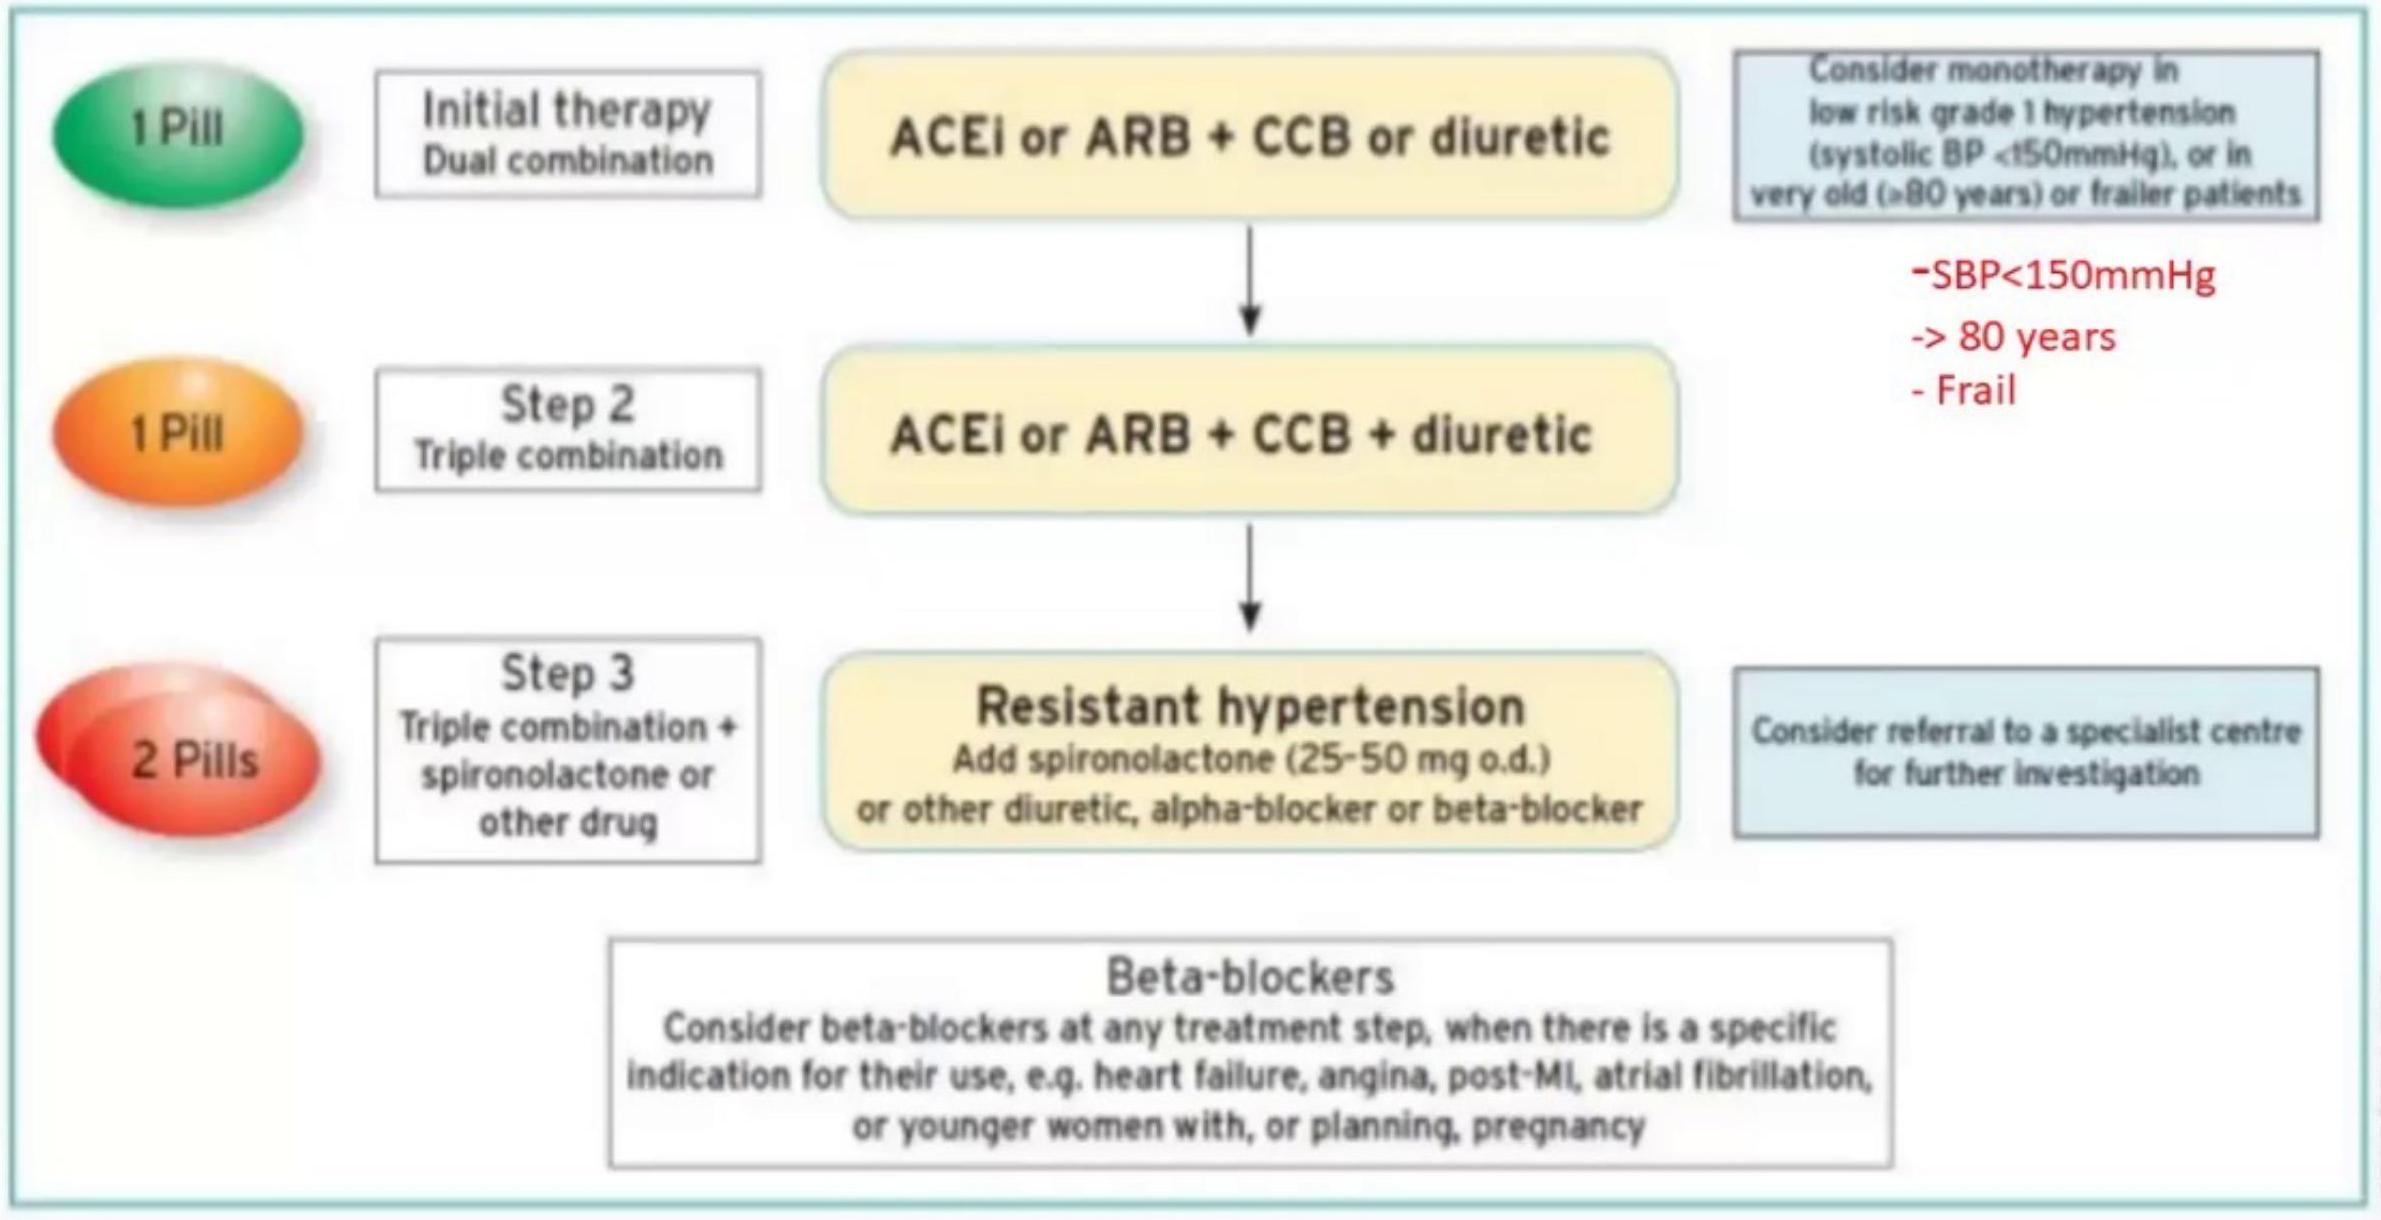 1 Pill
Initial therapy
Dual combination
ACEi or ARB + CCB or diuretic
Consider monotherapy in
low risk grade 1 hypertension
(systolic BP <150mmHg), or in
very old (≥80 years) or frailer patients
-SBP<150mmHg
-> 80 years
- Frail
1 Pill
Step 2
Triple combination
ACEi or ARB + CCB + diuretic
2 Pills
Step 3
Triple combination +
spironolactone or
other drug
Resistant hypertension
Add spironolactone (25-50 mg o.d.)
or other diuretic, alpha-blocker or beta-blocker
Consider referral to a specialist centre
for further investigation
Beta-blockers
Consider beta-blockers at any treatment step, when there is a specific
indication for their use, e.g. heart failure, angina, post-MI, atrial fibrillation,
or younger women with, or planning, pregnancy